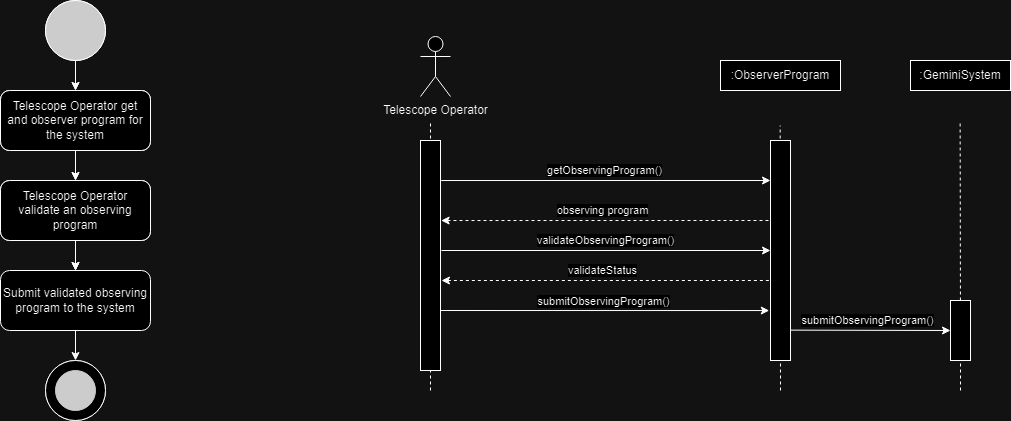 Telescope Operator get
and observer program for
the system
Telescope Operator
validate an observing
program
Submit validated observing
program to the system
Telescope Operator
:ObserverProgram
:GeminiSystem
getObservingProgram()
observing program
validateObservingProgram()
validateStatus
submitObservingProgram()
submitObservingProgram()